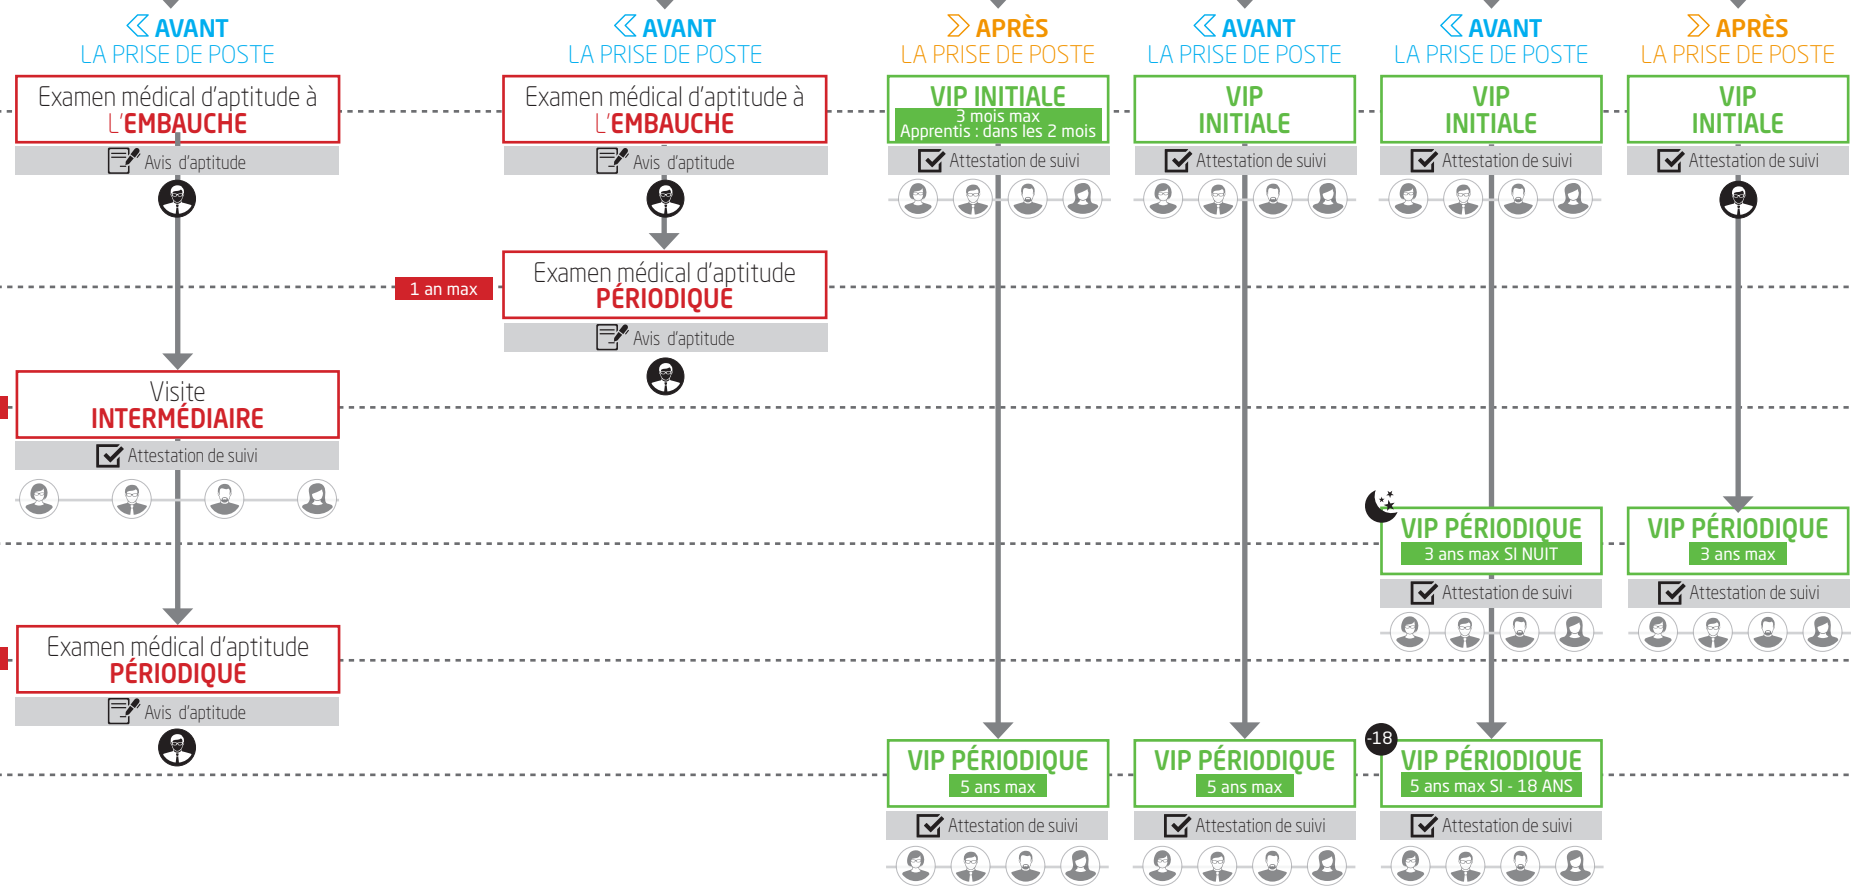 AVANT
LA PRISE DE POSTE
AVANT
LA PRISE DE POSTE
APRÈS
LA PRISE DE POSTE
AVANT
LA PRISE DE POSTE
AVANT
LA PRISE DE POSTE
APRÈS
LA PRISE DE POSTE
Examen médical d'aptitude à
L'EMBAUCHE
Avis d'aptitude
Examen médical d'aptitude à
L'EMBAUCHE
Avis d'aptitude
VIP INITIALE
3 mois max
Apprentis : dans les 2 mois
Attestation de suivi
VIP
INITIALE
Attestation de suivi
VIP
INITIALE
Attestation de suivi
VIP
INITIALE
Attestation de suivi
1 an max
Examen médical d'aptitude
PÉRIODIQUE
Avis d'aptitude
Visite
INTERMÉDIAIRE
Attestation de suivi
VIP PÉRIODIQUE
3 ans max SI NUIT
Attestation de suivi
VIP PÉRIODIQUE
3 ans max
Attestation de suivi
Examen médical d'aptitude
PÉRIODIQUE
Avis d'aptitude
VIP PÉRIODIQUE
5 ans max
Attestation de suivi
VIP PÉRIODIQUE
5 ans max
Attestation de suivi
-18
VIP PÉRIODIQUE
5 ans max SI - 18 ANS
Attestation de suivi